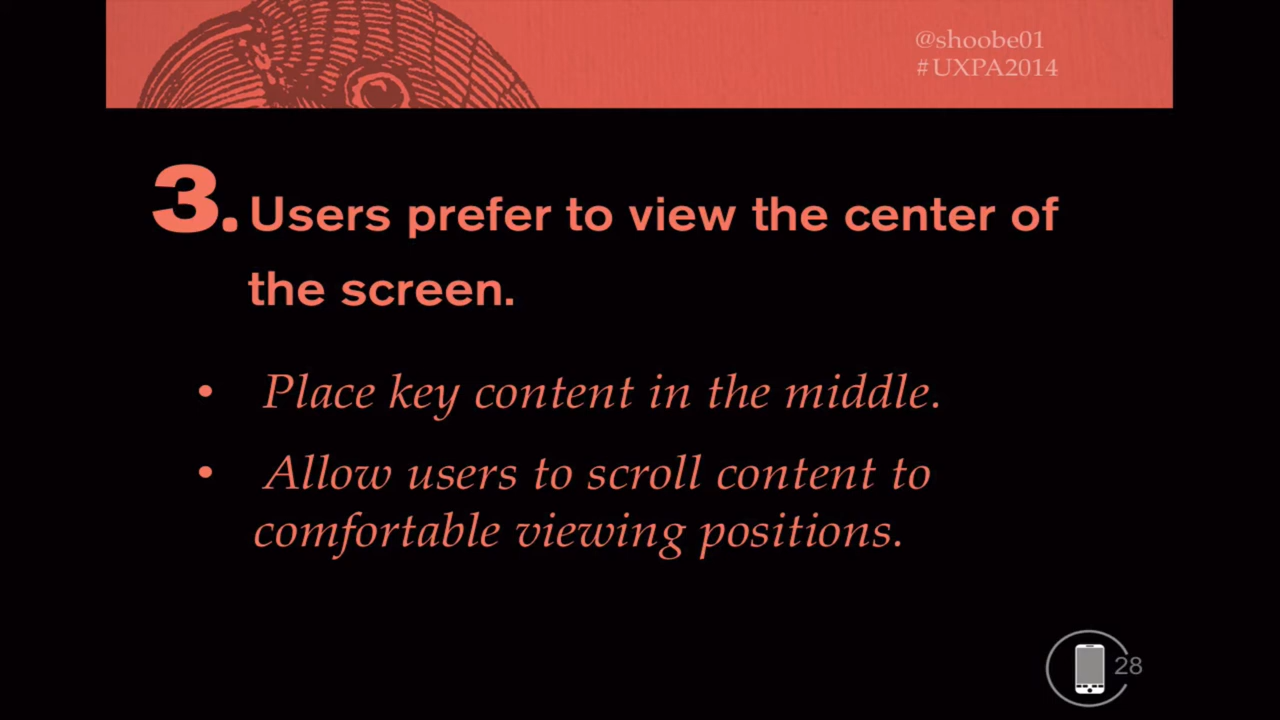 @shoobe01
#UXPA2014
3. Users prefer to view the center of
the screen.
• Place key content in the middle.
• Allow users to scroll content to
comfortable viewing positions.
28